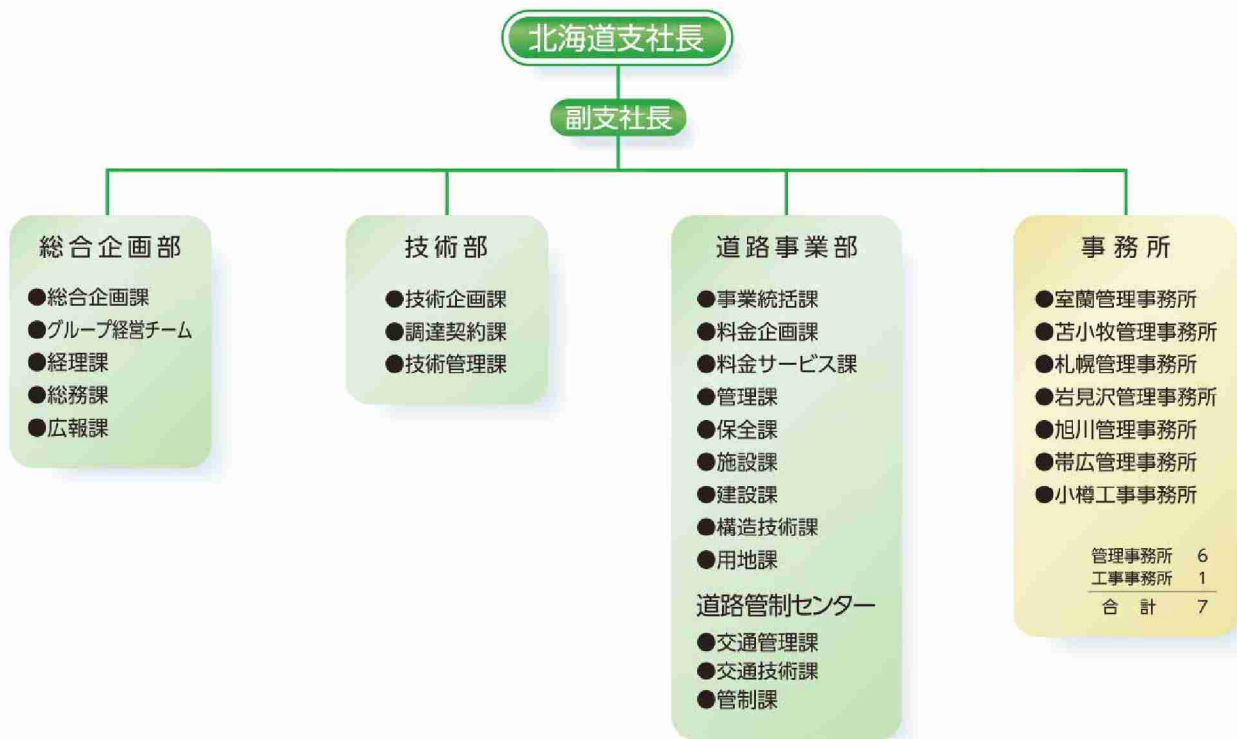 北海道支社長
副支社長
総合企画部
●総合企画課
●グループ経営チーム
●経理課
●総務課
●広報課
技術部
●技術企画課
●調達契約課
●技術管理課
道路事業部
●事業統括課
●料金企画課
●料金サービス課
●管理課
●保全課
●施設課
●建設課
●構造技術課
●用地課
道路管制センター
●交通管理課
●交通技術課
●管制課
事務所
●室蘭管理事務所
●苫小牧管理事務所
●札幌管理事務所
●岩見沢管理事務所
●旭川管理事務所
●帯広管理事務所
●小樽工事事務所
管理事務所 6
工事事務所 1
合 計 7